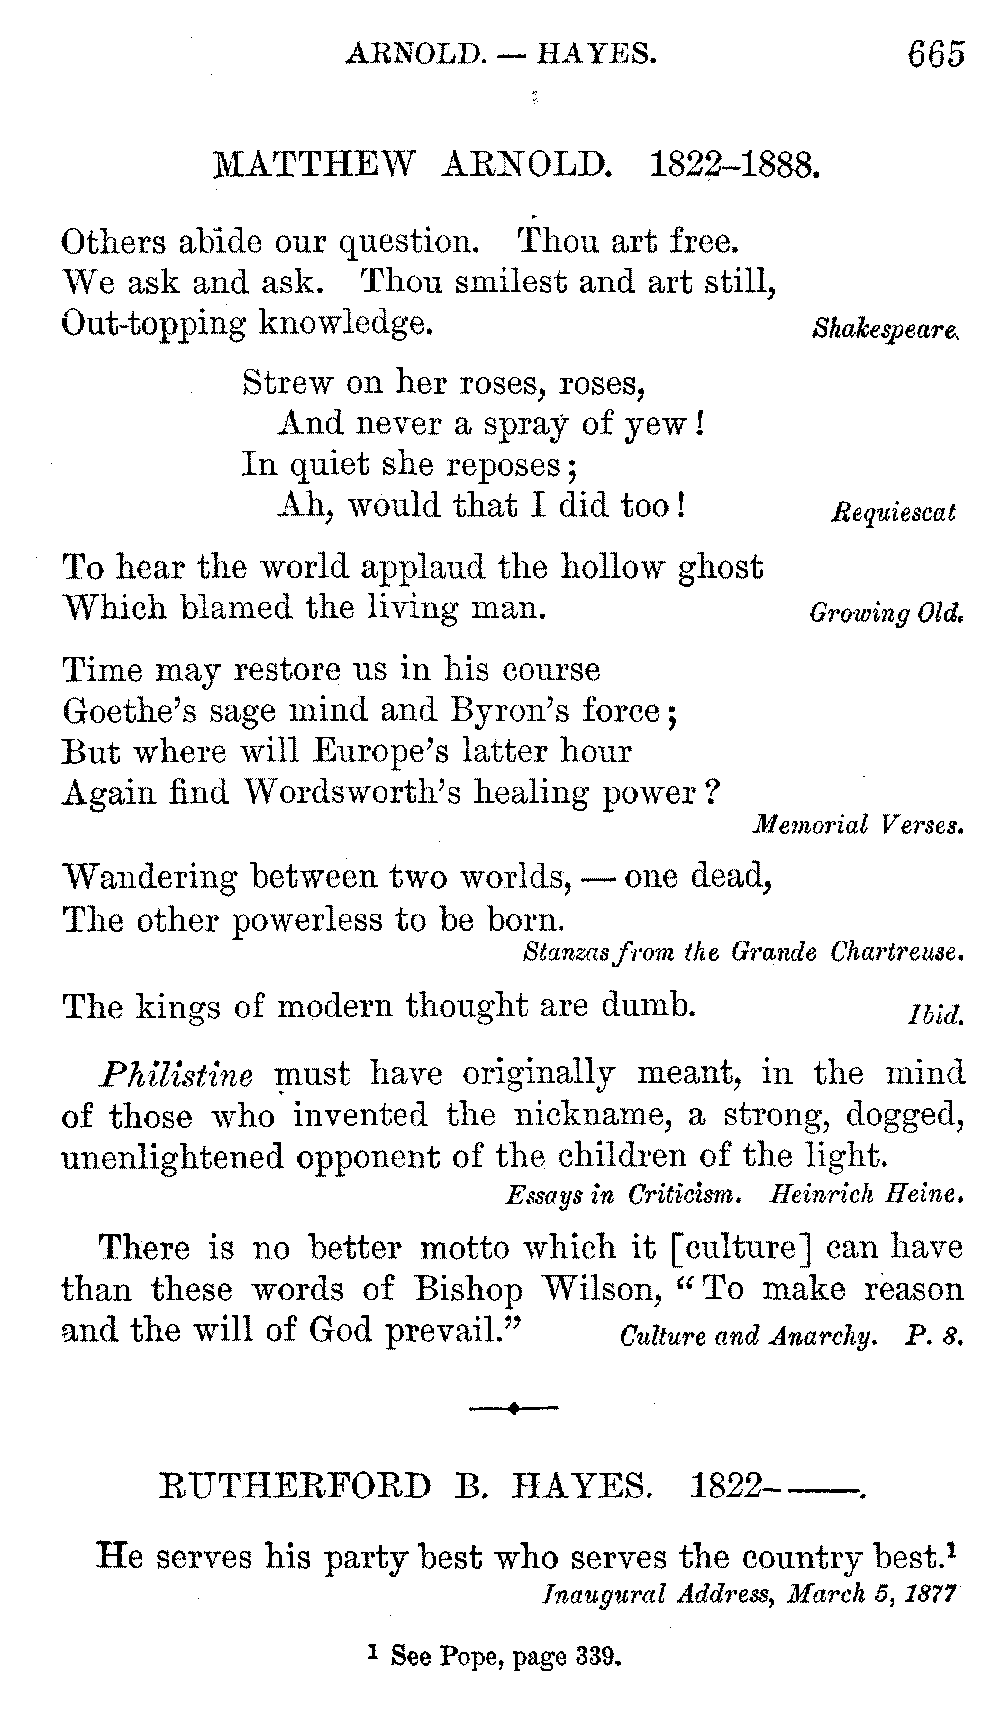 ARNOLD. — HAYES. 665
MATTHEW ARNOLD. 1822–1888.
Others abide our question. Thou art free.
We ask and ask. Thou smilest and art still,
Out-topping knowledge. Shakespeare.
Strew on her roses, roses,
And never a spray of yew!
In quiet she reposes;
Ah, would that I did too! Requiescat
To hear the world applaud the hollow ghost
Which blamed the living man. Growing Old.
Time may restore us in his course
Goethe's sage mind and Byron's force;
But where will Europe's latter hour
Again find Wordsworth's healing power?
Memorial Verses.
Wandering between two worlds, — one dead,
The other powerless to be born.
Stanzas from the Grande Chartreuse.
The kings of modern thought are dumb. Ibid.
Philistine must have originally meant, in the mind
of those who invented the nickname, a strong, dogged,
unenlightened opponent of the children of the light.
Essays in Criticism. Heinrich Heine.
There is no better motto which it [culture] can have
than these words of Bishop Wilson, “To make reason
and the will of God prevail.” Culture and Anarchy. P. 8.
RUTHERFORD B. HAYES. 1822– ——.
He serves his party best who serves the country best.¹
Inaugural Address, March 5, 1877
¹ See Pope, page 339.